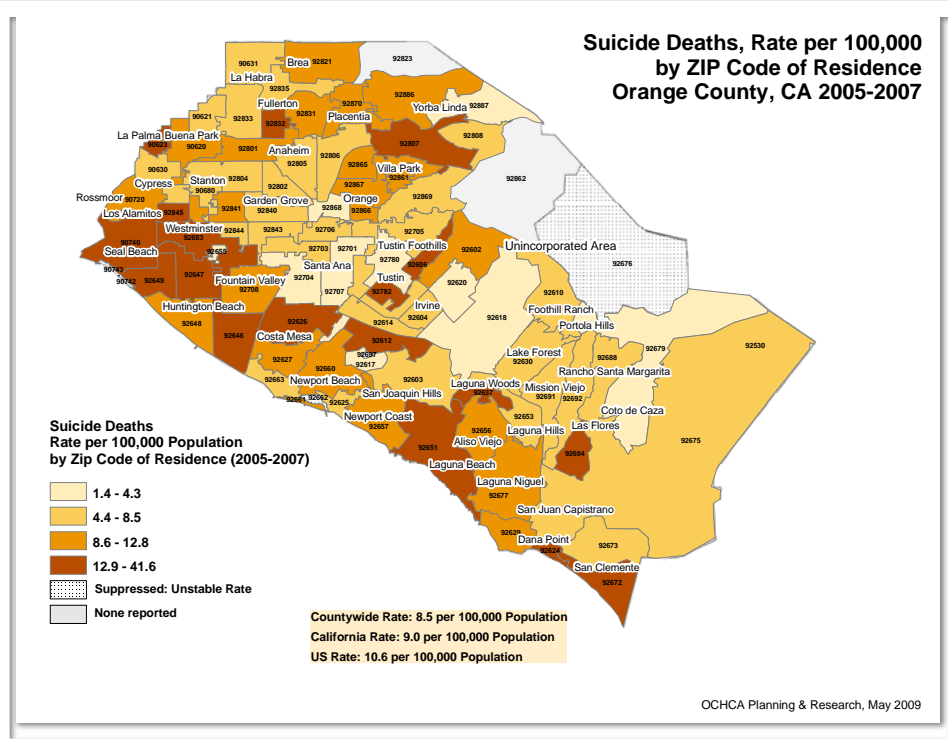 Suicide Deaths, Rate per 100,000
by ZIP Code of Residence
Orange County, CA 2005-2007
90631
Brea
92821
92823
La Habra
92835
92886
Fullerton
92870
Yorba Linda
92887
90621
92833
92832
92831
Placentia
La Palma
Buena Park
92808
90623
90620
92801
Anaheim
92806
92807
92805
92865
Villa Park
92861
90630
Stanton
92804
92862
Cypress
90680
92802
92867
Rossmoor
90720
Garden Grove
Orange
92869
Los Alamitos
92845
92841
92840
92868
92866
Westminster
92844
92843
92706
92705
90740
92683
Seal Beach
92655
92703
92701
Tustin Foothills
92602
Unincorporated Area
92780
92676
90743
Santa Ana
92606
90742
92649
92647
Fountain Valley
92704
Tustin
92620
92708
92707
92782
92610
Huntington Beach
Irvine
Foothill Ranch
92648
92626
92614
92604
92618
Portola Hills
92646
Costa Mesa
92612
92679
92530
92627
92697
Lake Forest
92688
92660
92617
92630
Rancho Santa Margarita
92663
Newport Beach
92603
Laguna Woods
Mission Viejo
San Joaquin Hills
92637
92691
92692
92661
92662
92625
Coto de Caza
Newport Coast
92653
92657
92656
Laguna Hills
Las Flores
Aliso Viejo
92675
92651
92694
Laguna Beach
Laguna Niguel
92677
San Juan Capistrano
92629
Dana Point
92624
92673
San Clemente
92672
Suicide Deaths
Rate per 100,000 Population
by Zip Code of Residence (2005-2007)
1.4 - 4.3
4.4 - 8.5
8.6 - 12.8
12.9 - 41.6
Suppressed: Unstable Rate
None reported
Countywide Rate: 8.5 per 100,000 Population
California Rate: 9.0 per 100,000 Population
US Rate: 10.6 per 100,000 Population
OCHCA Planning & Research, May 2009